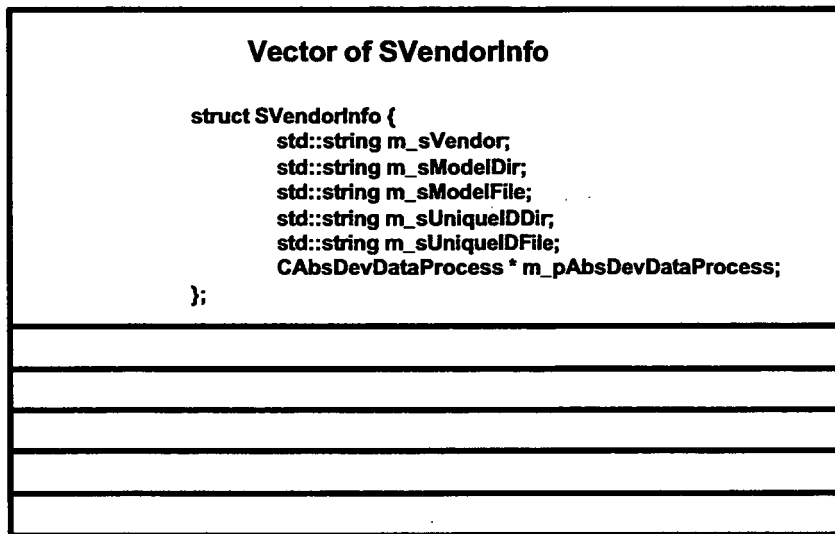 Vector of SVendorInfo
struct SVendorInfo {
std::string m_sVendor;
std::string m_sModelDir;
std::string m_sModelFile;
std::string m_sUniqueIDDir;
std::string m_sUniqueIDFile;
CAbsDevDataProcess * m_pAbsDevDataProcess;
};